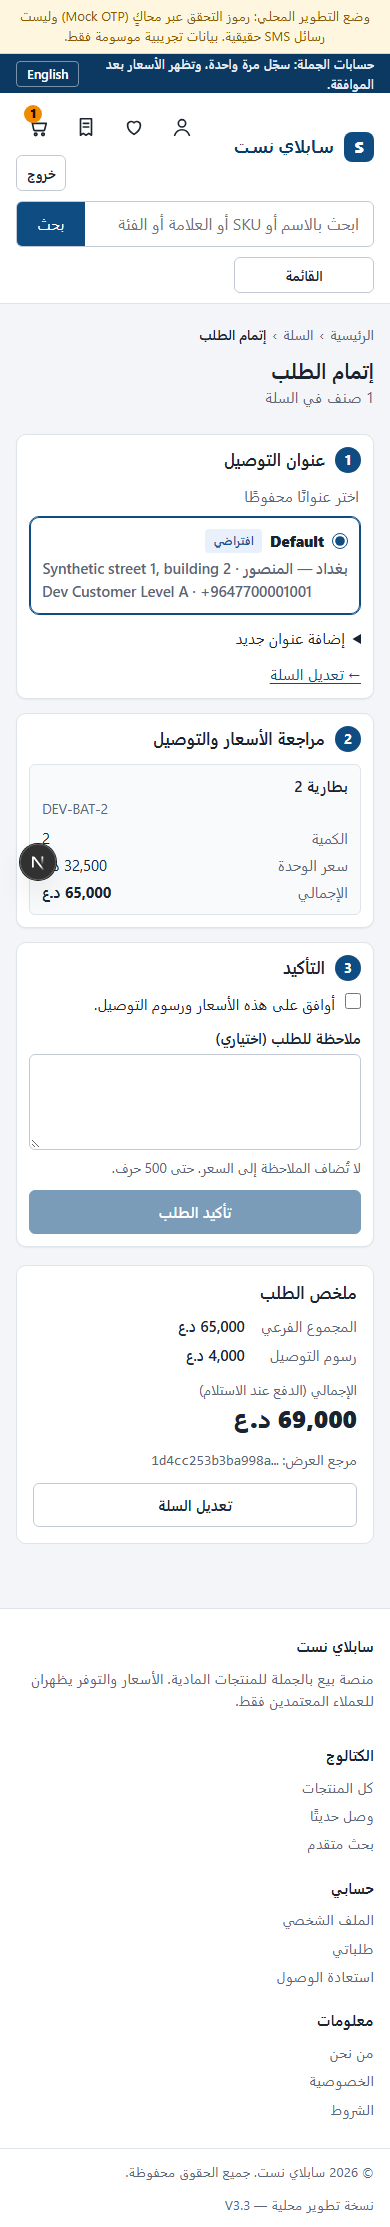 وضع التطوير المحلي: رموز التحقق عبر محاكٍ (Mock OTP) وليست
رسائل SMS حقيقية. بيانات تجريبية موسومة فقط.
حسابات الجملة: سجّل مرة واحدة، وتظهر الأسعار بعد
الموافقة.
English
S
سابلاي نست
1
خروج
ابحث بالاسم أو SKU أو العلامة أو الفئة
بحث
القائمة
الرئيسية › السلة › إتمام الطلب
إتمام الطلب
1 صنف في السلة
1 عنوان التوصيل
اختر عنوانًا محفوظًا
Default افتراضي
بغداد — المنصور · Synthetic street 1, building 2
Dev Customer Level A · +9647700001001
إضافة عنوان جديد
← تعديل السلة
2 مراجعة الأسعار والتوصيل
بطارية 2
DEV-BAT-2
الكمية 2
سعر الوحدة 32,500
الإجمالي 65,000 د.ع
N
3 التأكيد
أوافق على هذه الأسعار ورسوم التوصيل.
ملاحظة للطلب (اختياري)
لا تُضاف الملاحظة إلى السعر. حتى 500 حرف.
تأكيد الطلب
ملخص الطلب
المجموع الفرعي 65,000 د.ع
رسوم التوصيل 4,000 د.ع
الإجمالي (الدفع عند الاستلام)
69,000 د.ع
مرجع العرض: 1d4cc253b3ba998a…
تعديل السلة
سابلاي نست
منصة بيع بالجملة للمنتجات المادية. الأسعار والتوفر يظهران
للعملاء المعتمدين فقط.
الكتالوج
كل المنتجات
وصل حديثًا
بحث متقدم
حسابي
الملف الشخصي
طلباتي
استعادة الوصول
معلومات
من نحن
الخصوصية
الشروط
© 2026 سابلاي نست. جميع الحقوق محفوظة.
نسخة تطوير محلية — V3.3